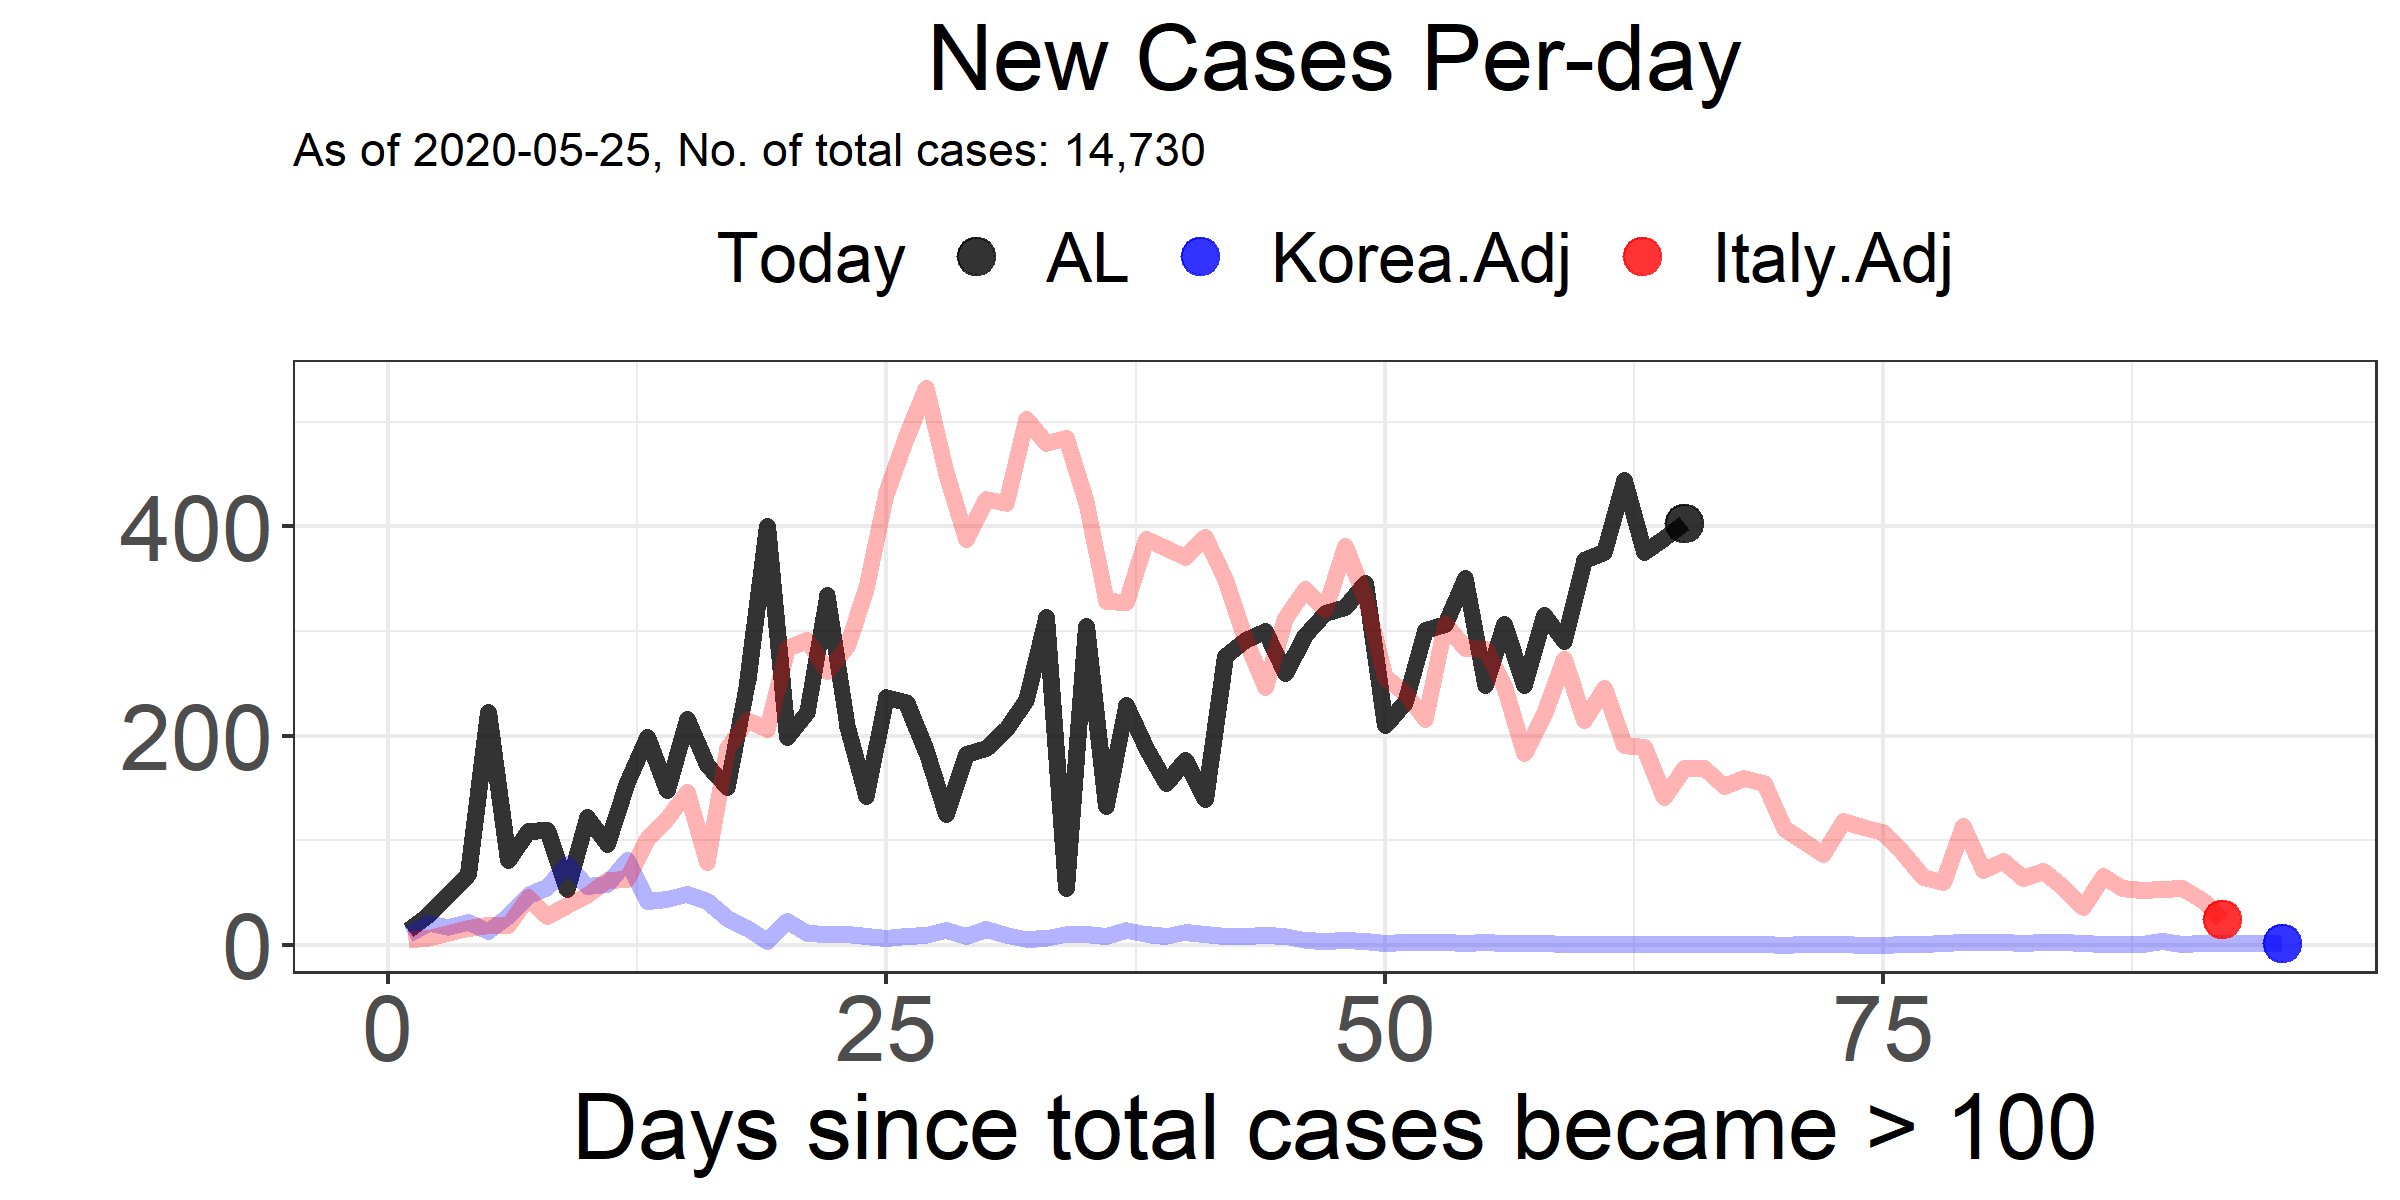 New Cases Per-day
As of 2020-05-25, No. of total cases: 14,730
Today AL Korea.Adj Italy.Adj
400
200
0
0 25 50 75
Days since total cases became > 100